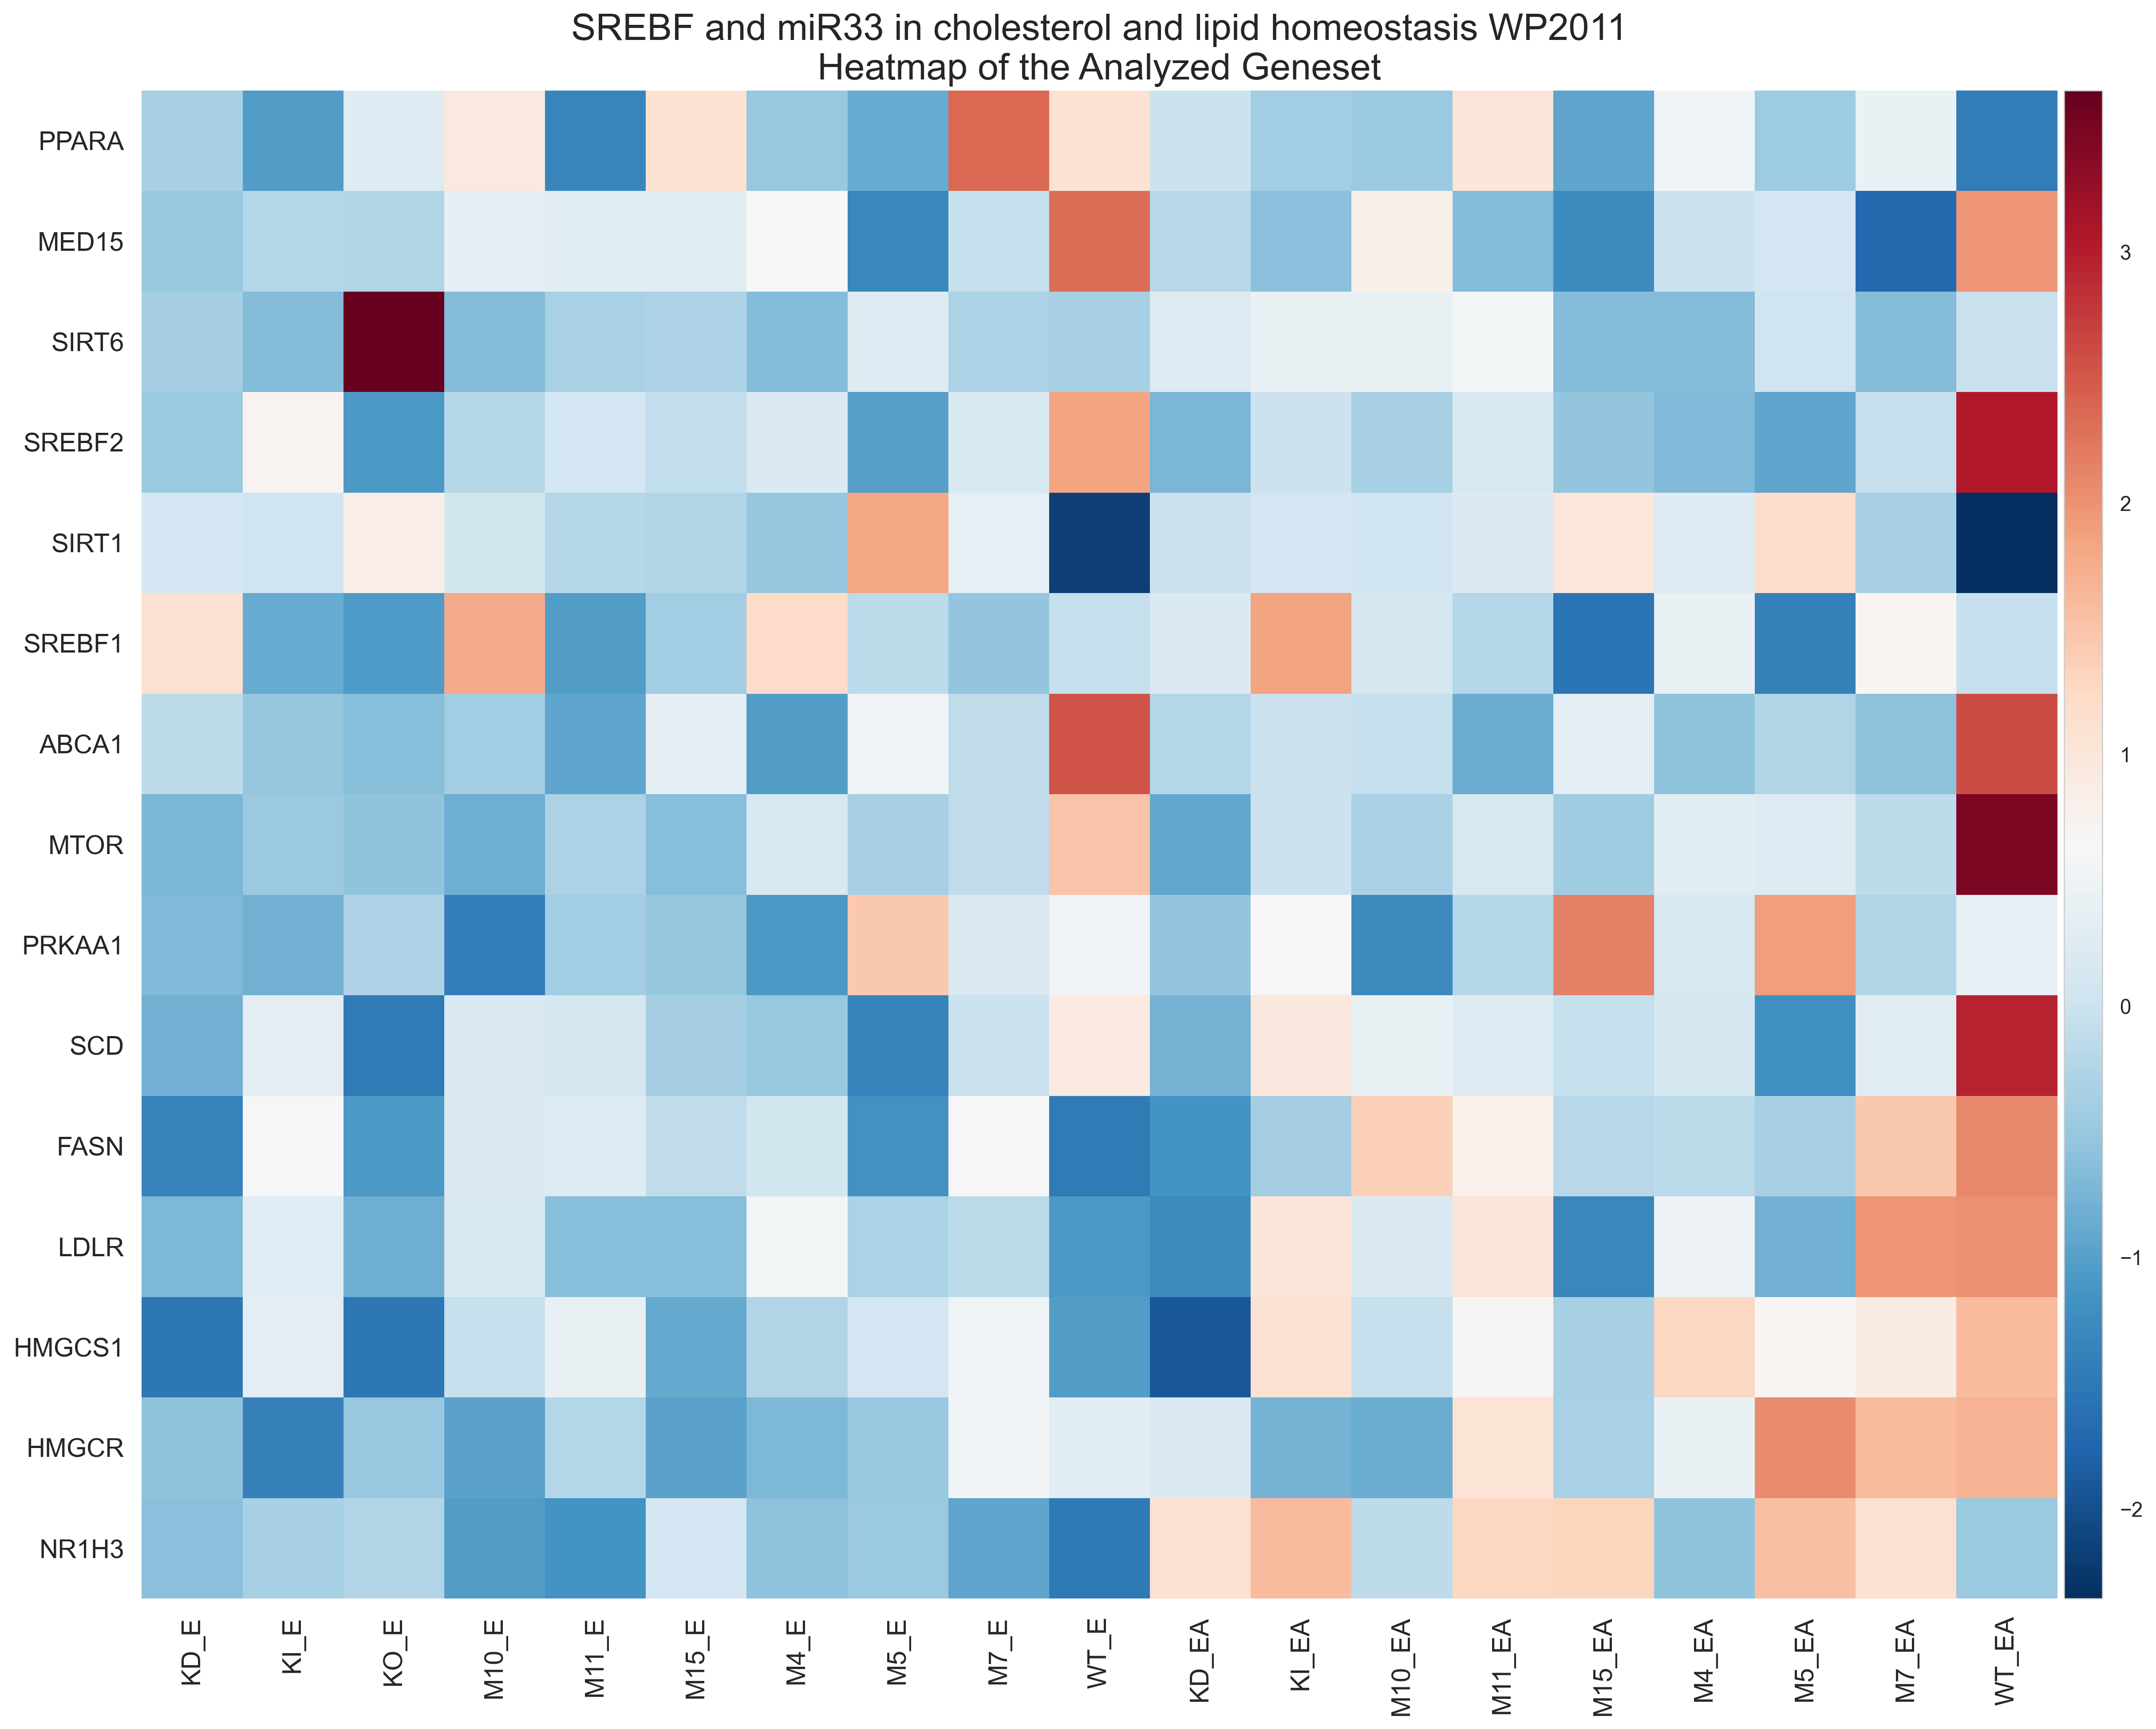 SREBF and miR33 in cholesterol and lipid homeostasis WP2011
Heatmap of the Analyzed Geneset
PPARA
MED15
SIRT6
SREBF2
SIRT1
SREBF1
ABCA1
MTOR
PRKAA1
SCD
FASN
LDLR
HMGCS1
HMGCR
NR1H3
KD_E
KI_E
KO_E
M10_E
M11_E
M15_E
M4_E
M5_E
M7_E
WT_E
KD_EA
KI_EA
M10_EA
M11_EA
M15_EA
M4_EA
M5_EA
M7_EA
WT_EA
3
2
1
0
−1
−2